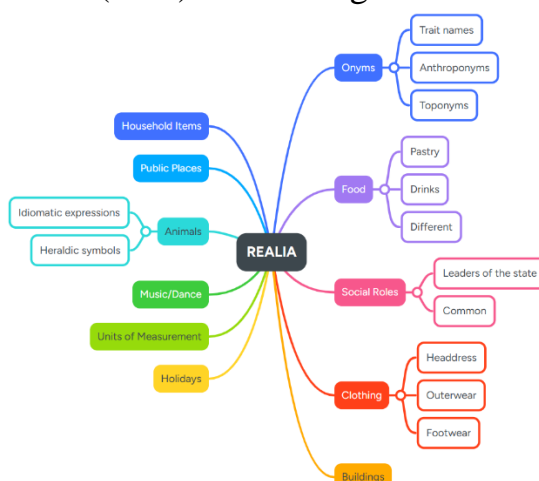 Trait names
Onyms
Anthroponyms
Toponyms
Household Items
Public Places
Pastry
Food
Drinks
Different
Idiomatic expressions
Animals
Heraldic symbols
REALIA
Leaders of the state
Social Roles
Common
Music/Dance
Units of Measurement
Holidays
Headdress
Clothing
Outerwear
Footwear
Buildings